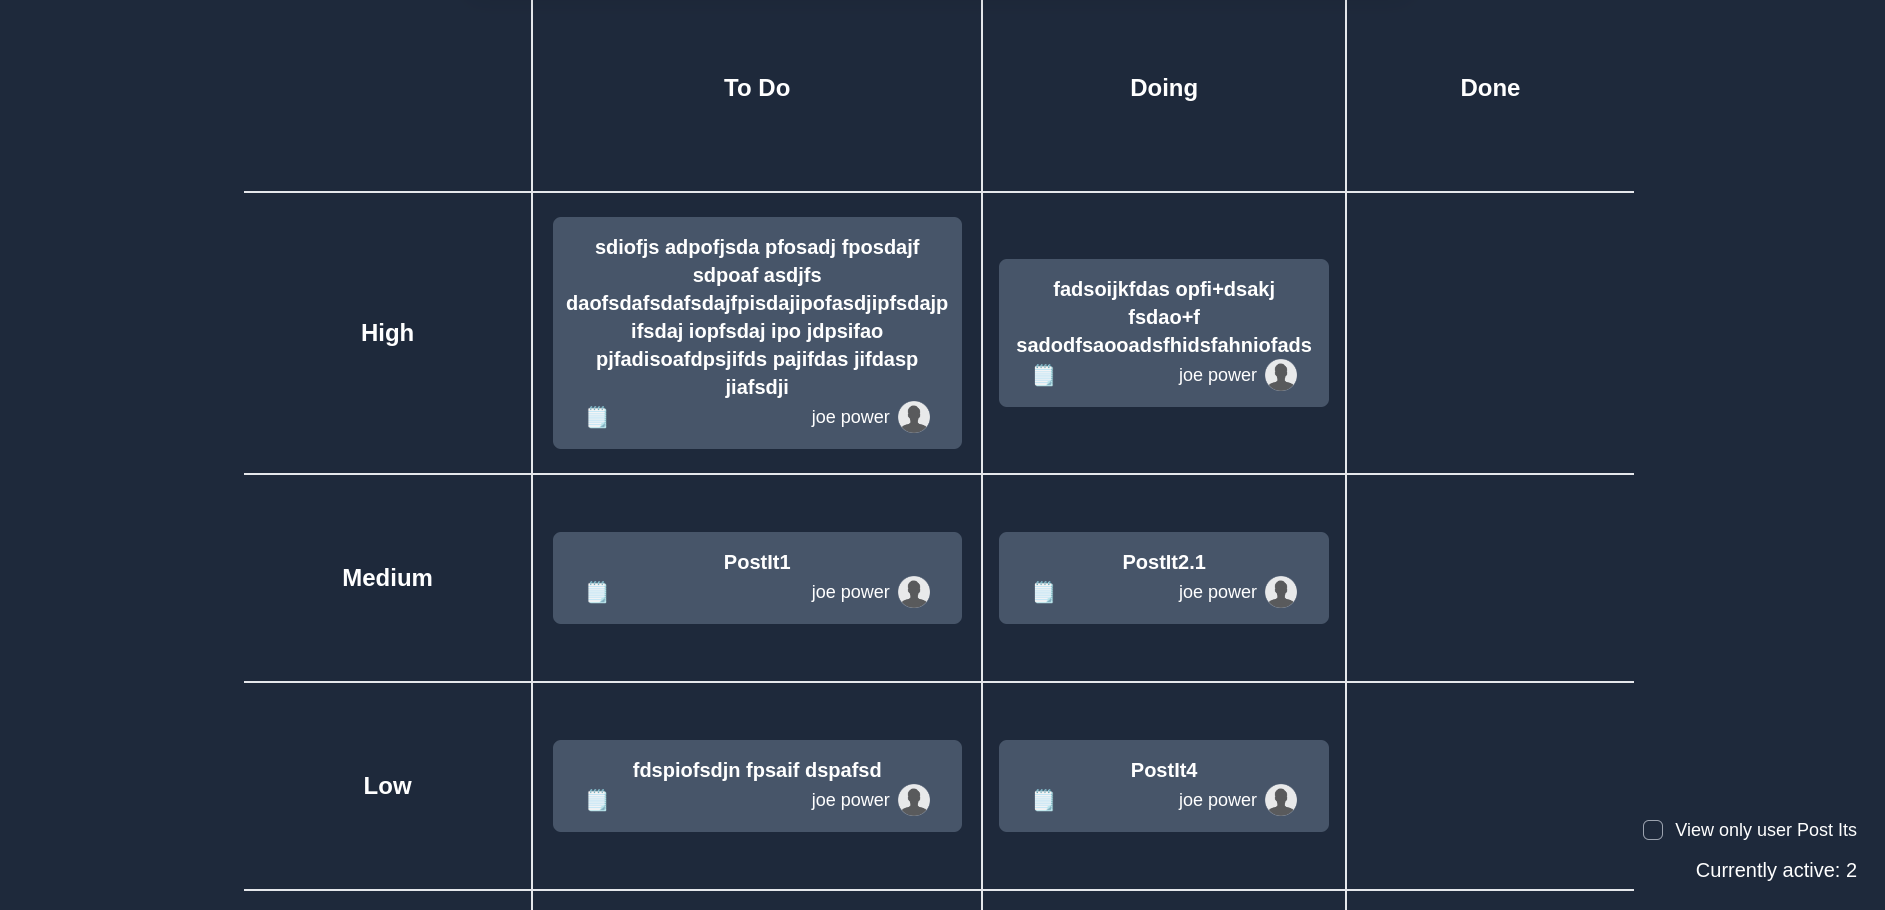 To Do
Doing
Done
High
sdiofjs adpofjsda pfosadj fposdajf
sdpoaf asdjfs
daofsdafsdafsdajfpisdajipofasdjipfsdajp
ifsdaj iopfsdaj ipo jdpsifao
pjfadisoafdpsjifds pajifdas jifdasp
jiafsdji
joe power
fadsoijkfdas opfi+dsakj
fsdao+f
sadodfsaooadsfhidsfahniofads
joe power
Medium
PostIt1
joe power
PostIt2.1
joe power
Low
fdspiofsdjn fpsaif dspafsd
joe power
PostIt4
joe power
View only user Post Its
Currently active: 2